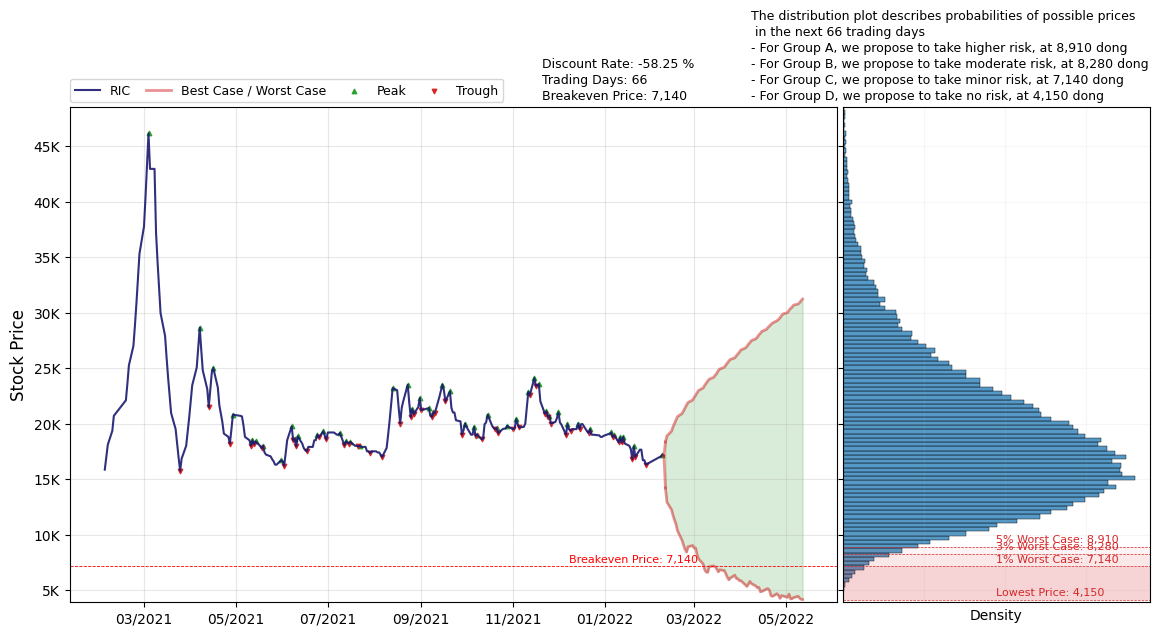 The distribution plot describes probabilities of possible prices
in the next 66 trading days
- For Group A, we propose to take higher risk, at 8,910 dong
- For Group B, we propose to take moderate risk, at 8,280 dong
- For Group C, we propose to take minor risk, at 7,140 dong
- For Group D, we propose to take no risk, at 4,150 dong
Discount Rate: -58.25 %
Trading Days: 66
Breakeven Price: 7,140
RIC
Best Case / Worst Case
Peak
Trough
Stock Price
45K
40K
35K
30K
25K
20K
15K
10K
5K
Breakeven Price: 7,140
03/2021
05/2021
07/2021
09/2021
11/2021
01/2022
03/2022
05/2022
5% Worst Case: 8,910
3% Worst Case: 8,280
1% Worst Case: 7,140
Lowest Price: 4,150
Density